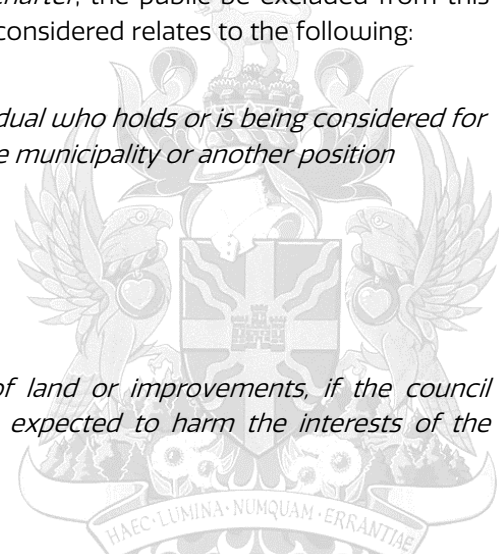 charter, the public be excluded from this
considered relates to the following:
dual who holds or is being considered for
e municipality or another position
of land or improvements, if the council
expected to harm the interests of the
HAEC · LUMINA · NUMQUAM · ERRANTIAE